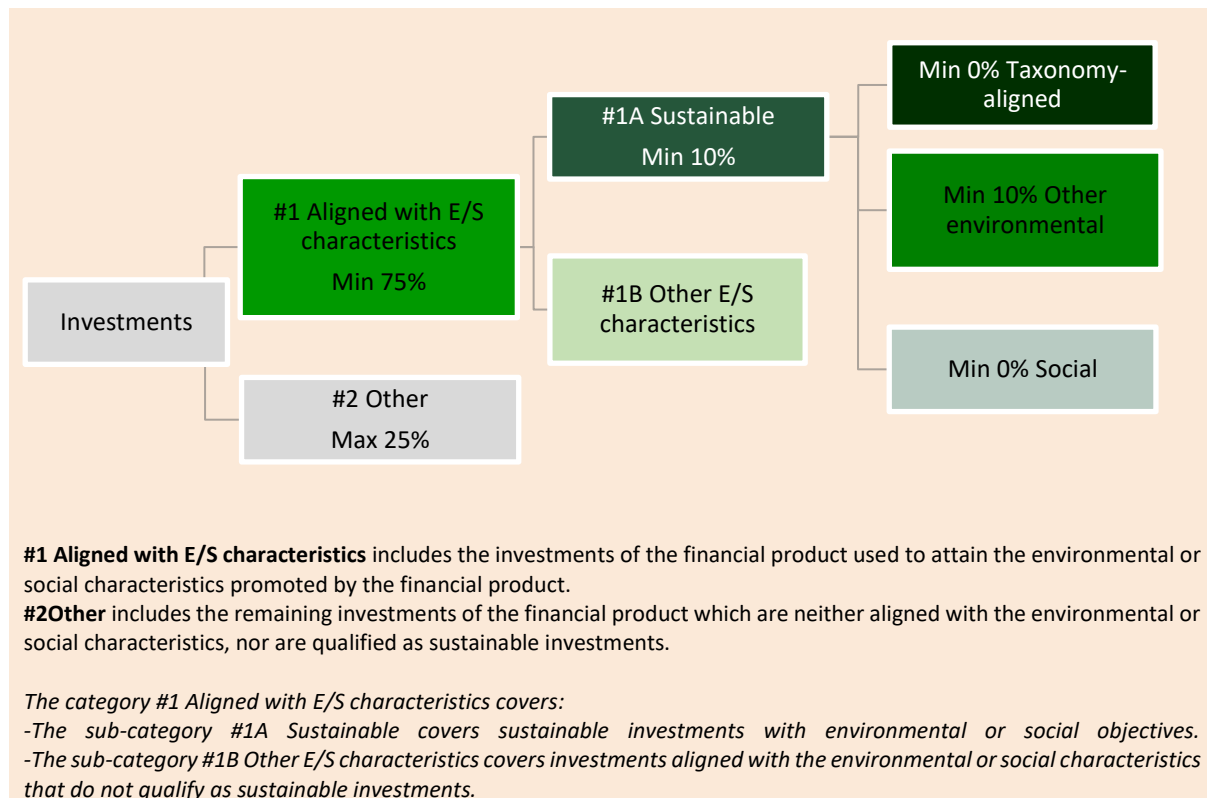 Min 0% Taxonomy-
aligned
#1A Sustainable
Min 10%
Min 10% Other
environmental
#1 Aligned with E/S
characteristics
Min 75%
#1B Other E/S
characteristics
Investments
Min 0% Social
#2 Other
Max 25%
#1 Aligned with E/S characteristics includes the investments of the financial product used to attain the environmental or
social characteristics promoted by the financial product.
#2Other includes the remaining investments of the financial product which are neither aligned with the environmental or
social characteristics, nor are qualified as sustainable investments.
The category #1 Aligned with E/S characteristics covers:
-The sub-category #1A Sustainable covers sustainable investments with environmental or social objectives.
-The sub-category #1B Other E/S characteristics covers investments aligned with the environmental or social characteristics
that do not qualify as sustainable investments.